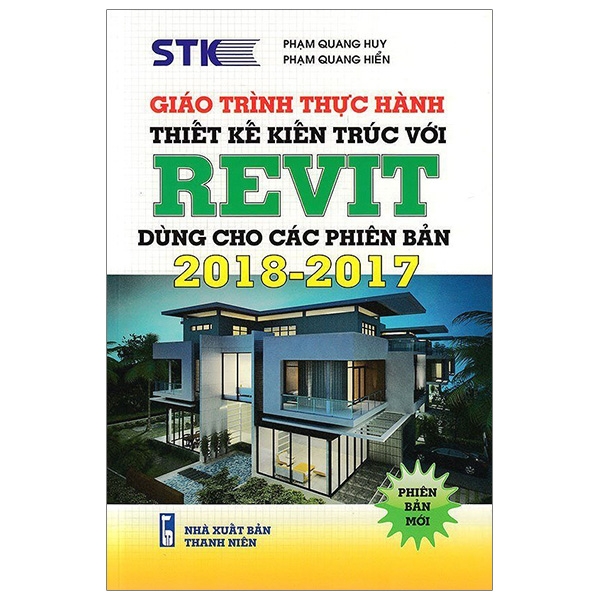 STK
PHẠM QUANG HUY
PHẠM QUANG HIỂN
GIÁO TRÌNH THỰC HÀNH
THIẾT KẾ KIẾN TRÚC VỚI
REVIT
DÙNG CHO CÁC PHIÊN BẢN
2018-2017
PHIÊN
BẢN
MỚI
NHÀ XUẤT BẢN
THANH NIÊN